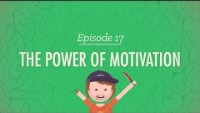 Episode 17
THE POWER OF MOTIVATION